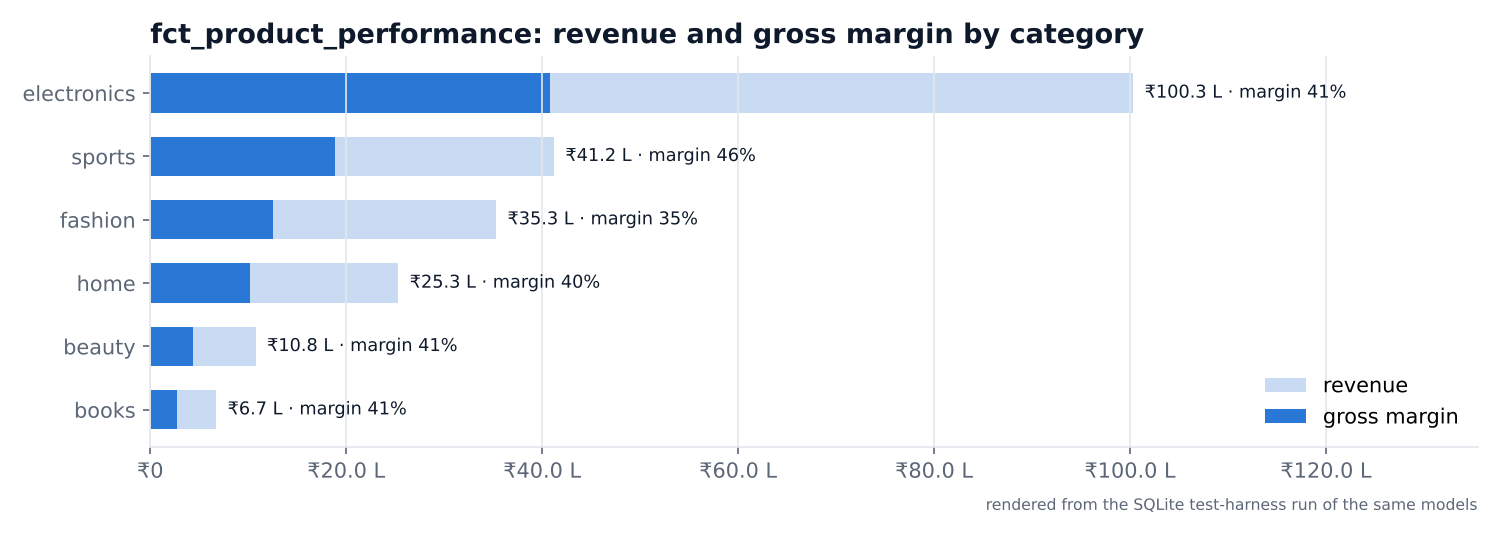 fct_product_performance: revenue and gross margin by category
electronics
₹100.3 L · margin 41%
sports
₹41.2 L · margin 46%
fashion
₹35.3 L · margin 35%
home
₹25.3 L · margin 40%
beauty
₹10.8 L · margin 41%
books
₹6.7 L · margin 41%
revenue
gross margin
₹0 ₹20.0 L ₹40.0 L ₹60.0 L ₹80.0 L ₹100.0 L ₹120.0 L
rendered from the SQLite test-harness run of the same models